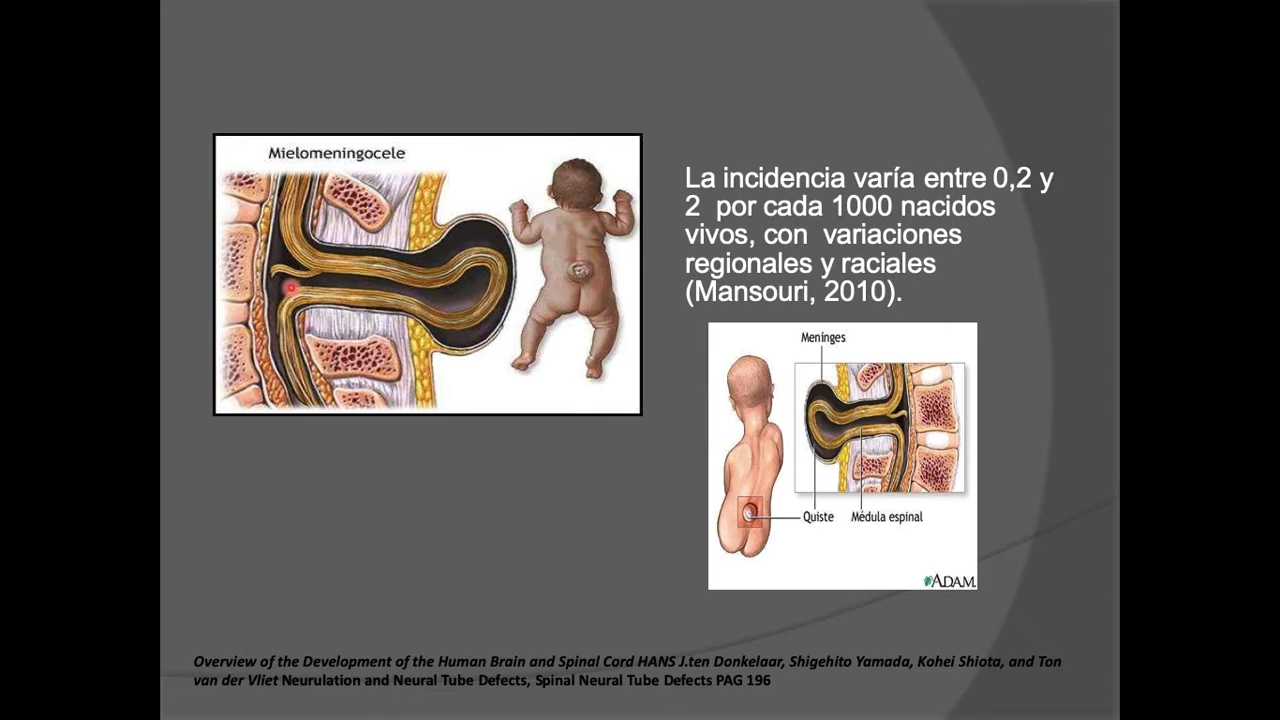 Mielomeningocele
La incidencia varía entre 0,2 y
2 por cada 1000 nacidos
vivos, con variaciones
regionales y raciales
(Mansouri, 2010).
Meninges
Quiste
Médula espinal
ADAM.
Overview of the Development of the Human Brain and Spinal Cord HANS J.ten Donkelaar, Shigehito Yamada, Kohei Shiota, and Ton
van der Vliet Neurulation and Neural Tube Defects, Spinal Neural Tube Defects PAG 196